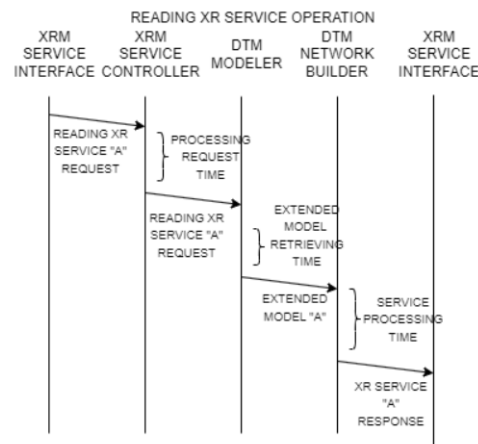 READING XR SERVICE OPERATION
XRM
SERVICE
INTERFACE
XRM
SERVICE
CONTROLLER
DTM
MODELER
DTM
NETWORK
BUILDER
XRM
SERVICE
INTERFACE
READING XR
SERVICE "A"
REQUEST
PROCESSING
REQUEST
TIME
READING XR
SERVICE "A"
REQUEST
EXTENDED
MODEL
RETRIEVING
TIME
EXTENDED
MODEL "A"
SERVICE
PROCESSING
TIME
XR SERVICE
"A"
RESPONSE